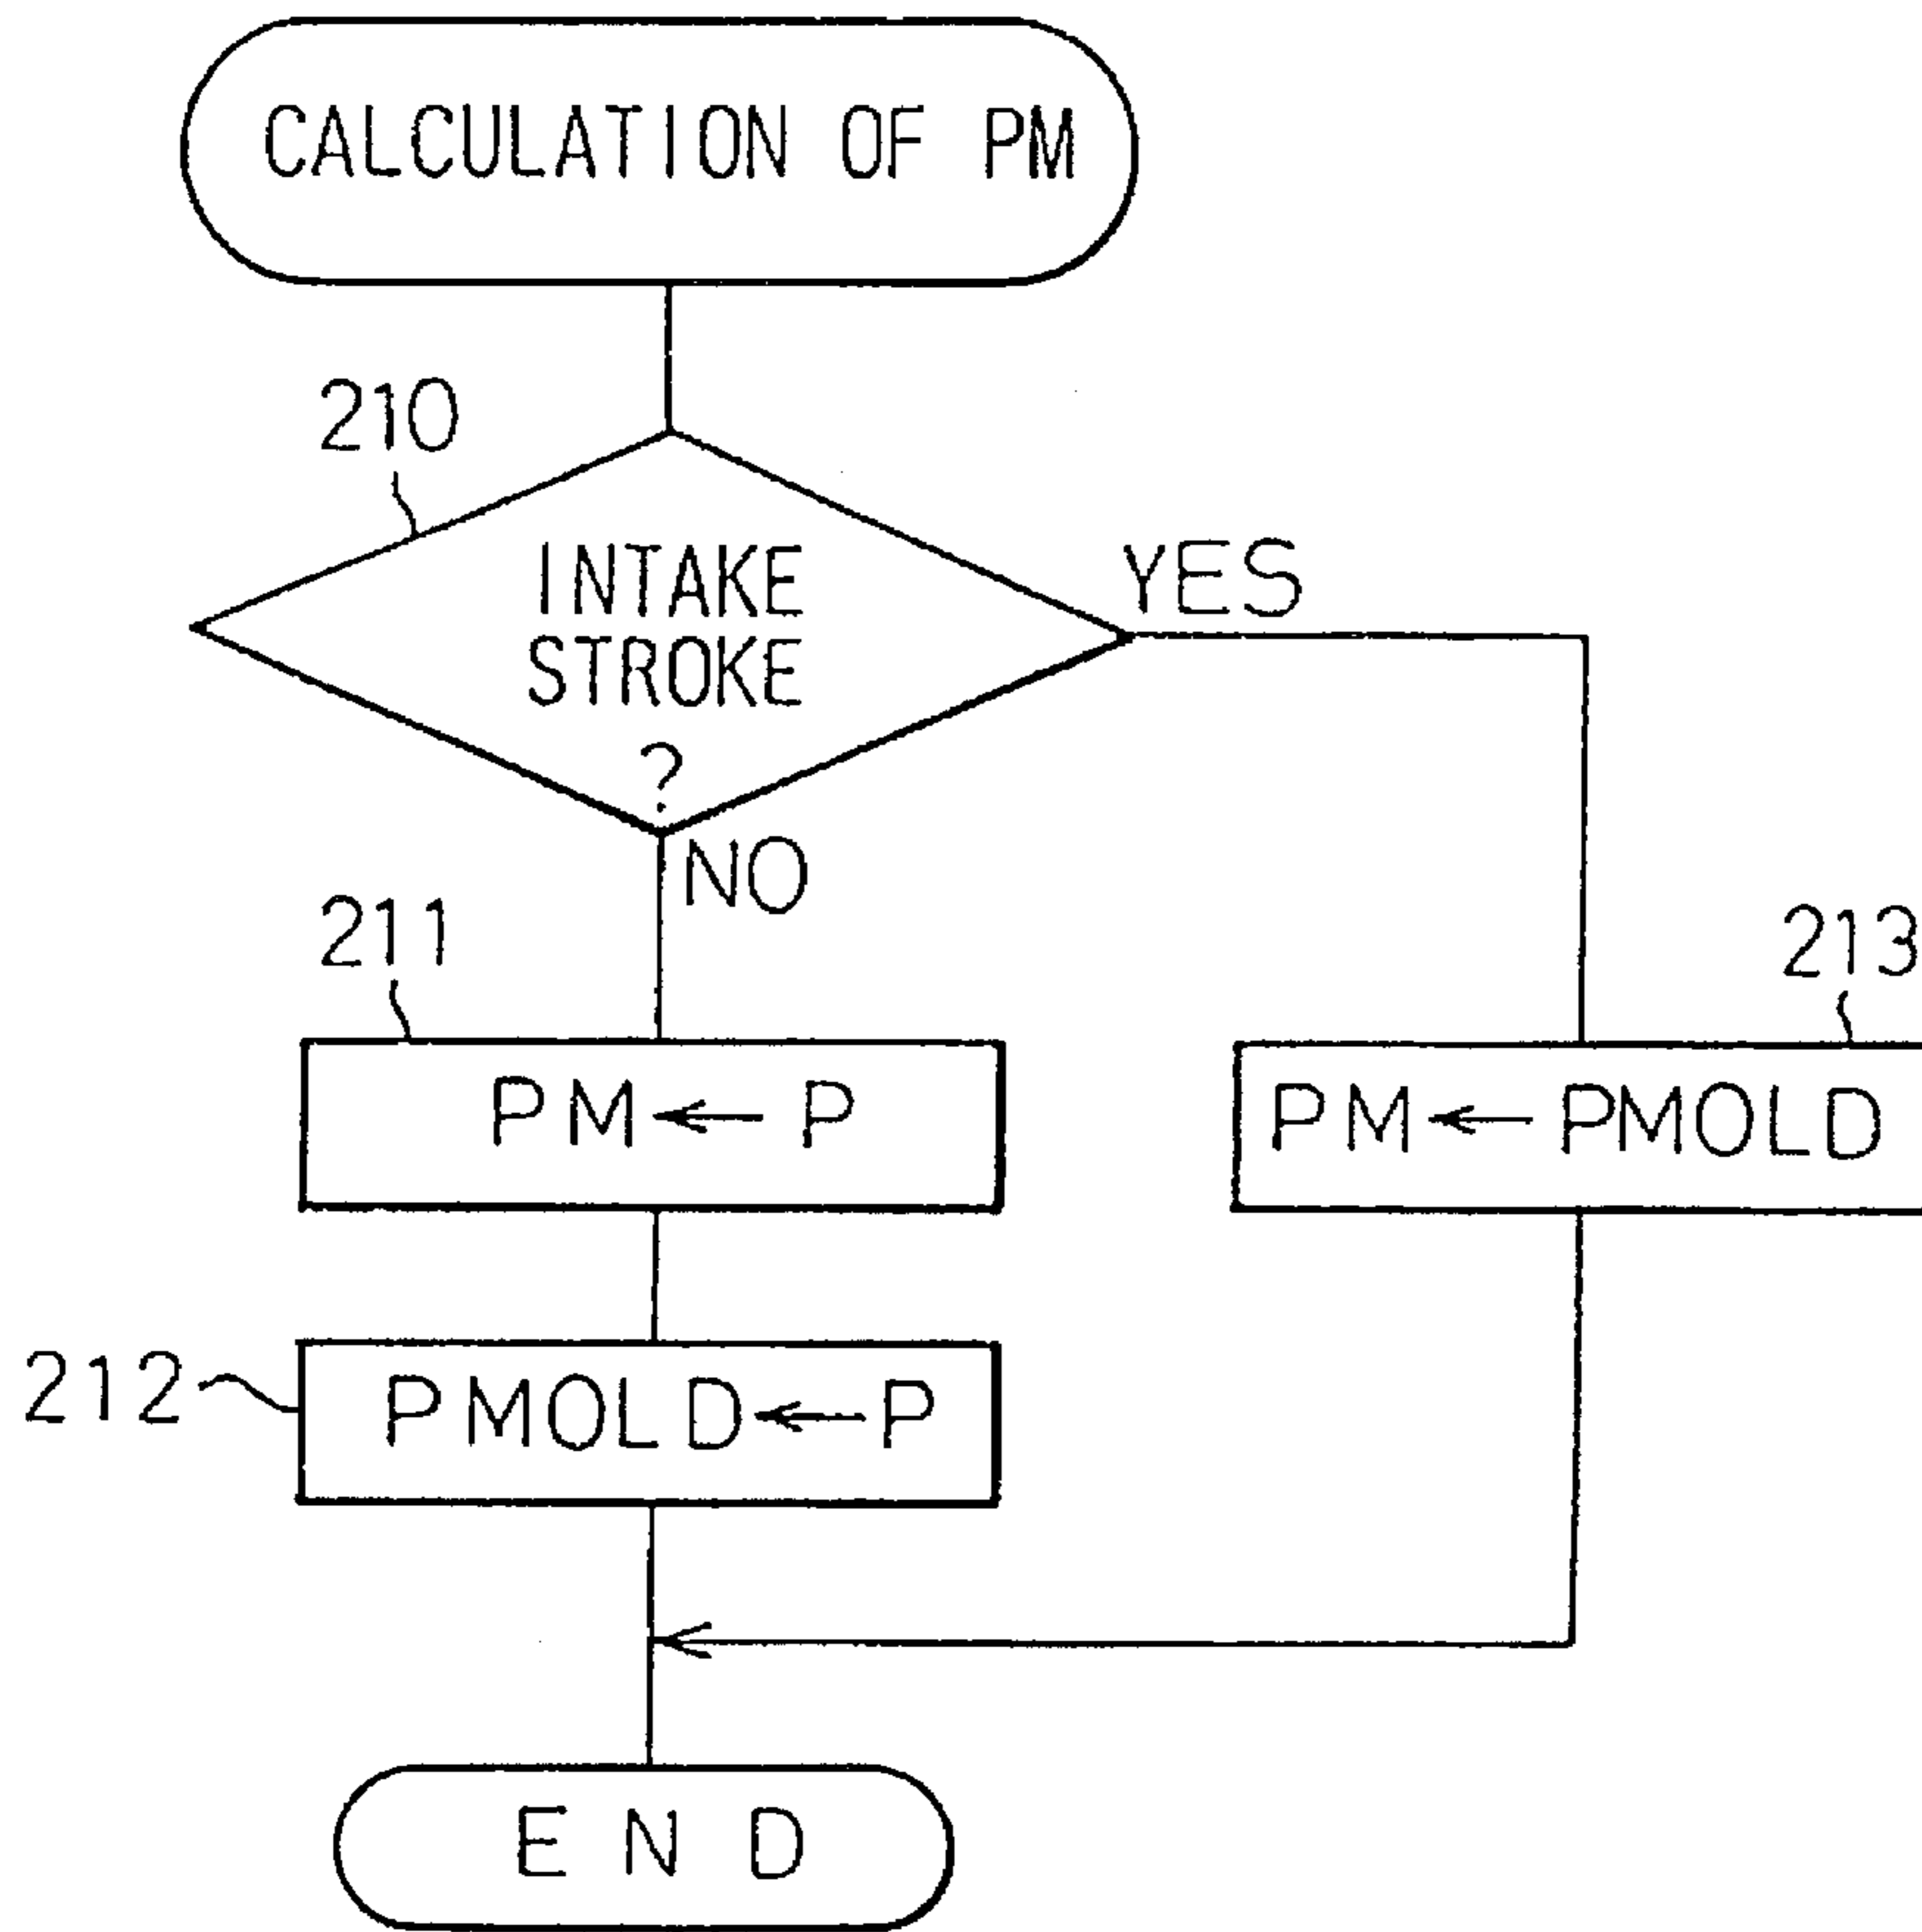 CALCULATION OF PM
210
INTAKE
STROKE
?
YES
NO
211
213
PM ← P
PM ← PMOLD
212
PMOLD ← P
END